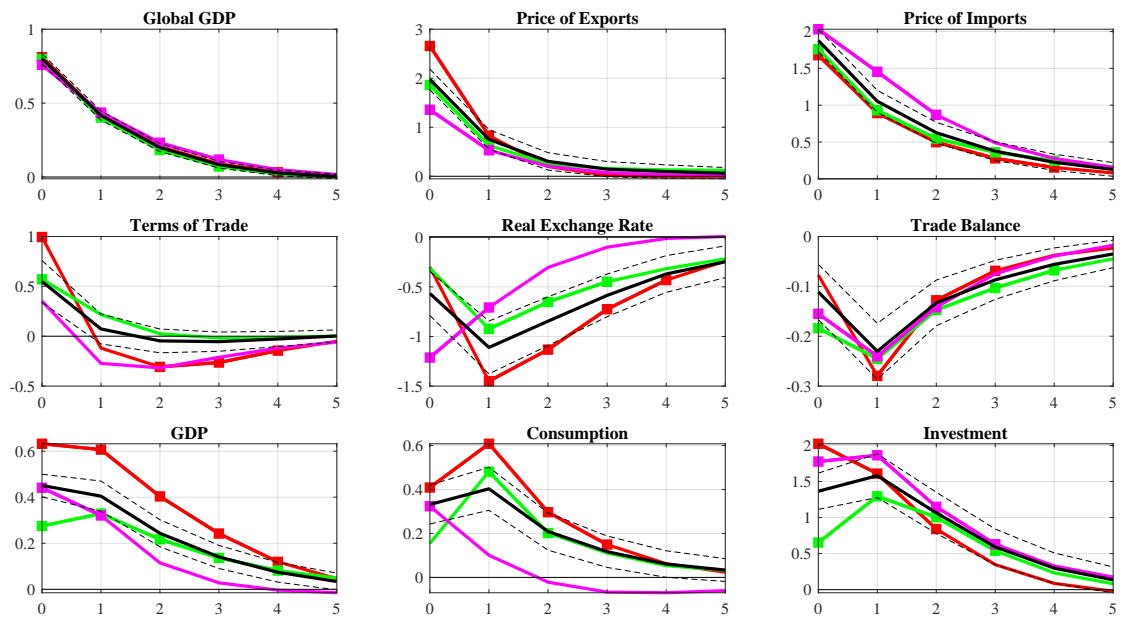 Global GDP
1
0.5
0
0 1 2 3 4 5
Price of Exports
3
2
1
0
0 1 2 3 4 5
Price of Imports
2
1.5
1
0.5
0
0 1 2 3 4 5
Terms of Trade
1
0.5
0
-0.5
0 1 2 3 4 5
Real Exchange Rate
0
-0.5
-1
-1.5
0 1 2 3 4 5
Trade Balance
0
-0.1
-0.2
-0.3
0 1 2 3 4 5
GDP
0.6
0.4
0.2
0
0 1 2 3 4 5
Consumption
0.6
0.4
0.2
0
0 1 2 3 4 5
Investment
2
1.5
1
0.5
0
0 1 2 3 4 5